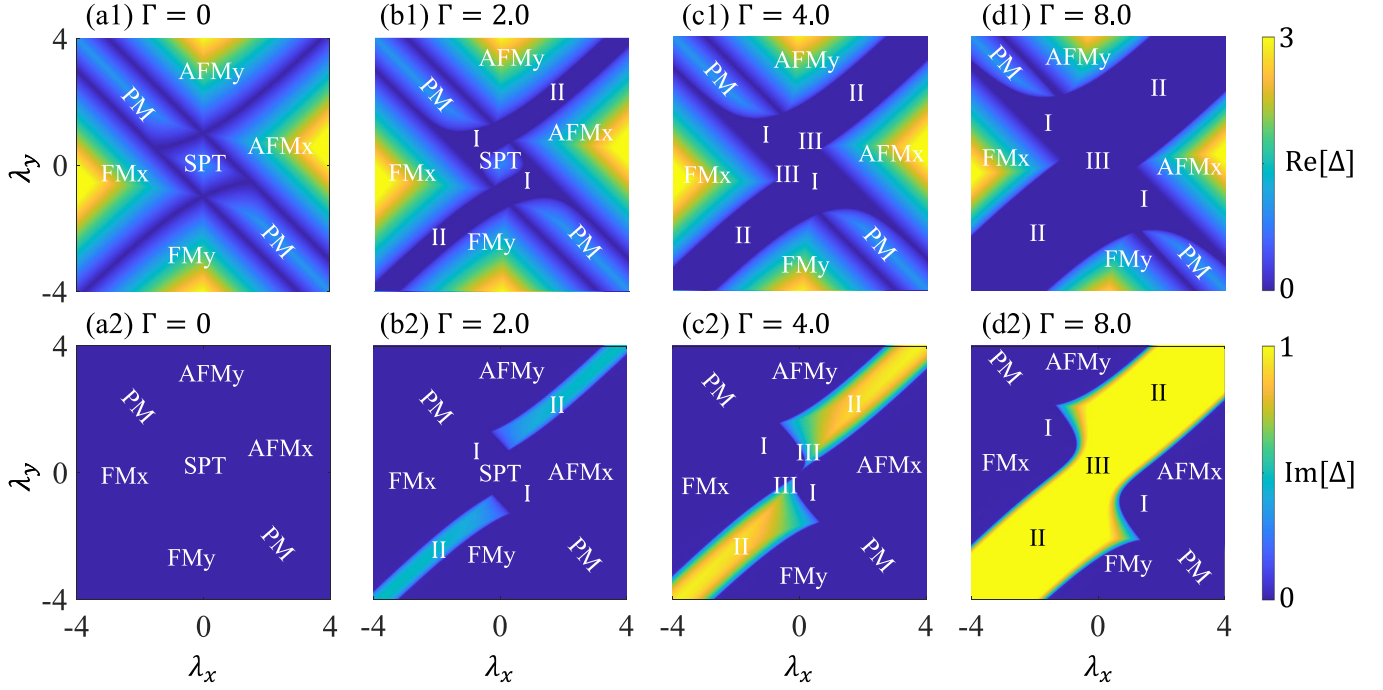 (a1) Γ = 0
(b1) Γ = 2.0
(c1) Γ = 4.0
(d1) Γ = 8.0
4
0
-4
λy
AFMy
PM
SPT
FMx
AFMx
PM
FMy
AFMy
PM
II
I
AFMx
SPT
FMx
I
II
FMy
PM
AFMy
PM
II
I
III
AFMx
FMx
III
I
II
FMy
PM
PM
AFMy
II
I
III
FMx
AFMx
I
II
FMy
PM
3
Re[Δ]
0
(a2) Γ = 0
(b2) Γ = 2.0
(c2) Γ = 4.0
(d2) Γ = 8.0
4
0
-4
λy
AFMy
PM
AFMx
SPT
FMx
PM
FMy
AFMy
PM
II
I
SPT
AFMx
FMx
I
II
FMy
PM
AFMy
PM
II
I
III
AFMx
FMx
III
I
II
PM
FMy
PM
AFMy
II
I
III
FMx
AFMx
I
II
FMy
PM
1
Im[Δ]
0
-4 0 4
-4 0 4
-4 0 4
-4 0 4
λx
λx
λx
λx